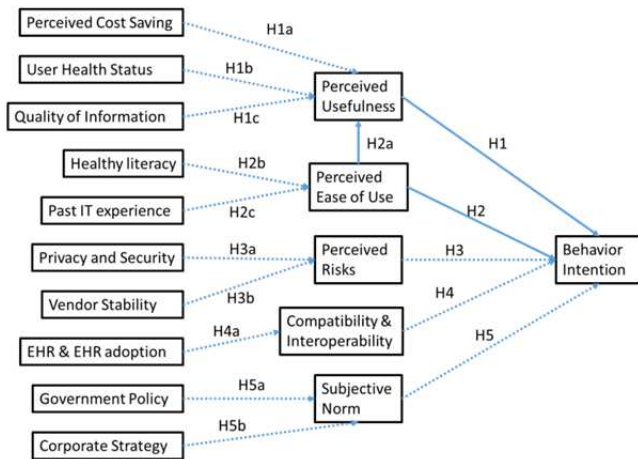 Perceived Cost Saving
H1a
User Health Status
H1b
Perceived
Usefulness
Quality of Information
H1c
H2a
H1
Healthy literacy
H2b
Perceived
Ease of Use
Past IT experience
H2c
H2
Privacy and Security
H3a
Perceived
Risks
H3
Behavior
Intention
Vendor Stability
H3b
H4
EHR & EHR adoption
H4a
Compatibility &
Interoperability
Government Policy
H5a
Subjective
Norm
H5
Corporate Strategy
H5b